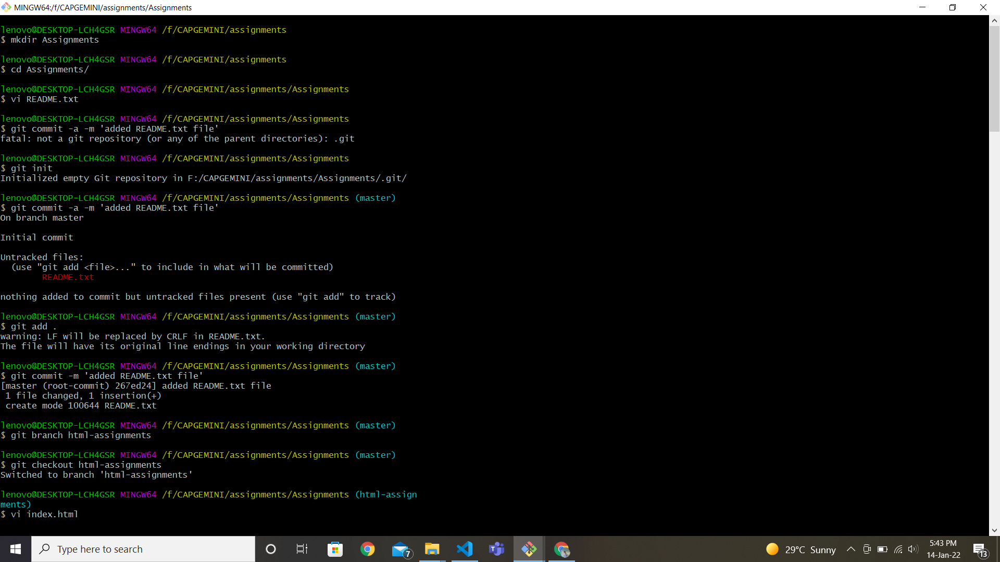 MINGW64:/f/CAPGEMINI/assignments/Assignments
lenovo@DESKTOP-LCH4GSR MINGW64 /f/CAPGEMINI/assignments
$ mkdir Assignments
lenovo@DESKTOP-LCH4GSR MINGW64 /f/CAPGEMINI/assignments
$ cd Assignments/
lenovo@DESKTOP-LCH4GSR MINGW64 /f/CAPGEMINI/assignments/Assignments
$ vi README.txt
lenovo@DESKTOP-LCH4GSR MINGW64 /f/CAPGEMINI/assignments/Assignments
$ git commit -a -m 'added README.txt file'
fatal: not a git repository (or any of the parent directories): .git
lenovo@DESKTOP-LCH4GSR MINGW64 /f/CAPGEMINI/assignments/Assignments
$ git init
Initialized empty Git repository in F:/CAPGEMINI/assignments/Assignments/.git/
lenovo@DESKTOP-LCH4GSR MINGW64 /f/CAPGEMINI/assignments/Assignments (master)
$ git commit -a -m 'added README.txt file'
On branch master
Initial commit
Untracked files:
  (use "git add <file>..." to include in what will be committed)
        README.txt
nothing added to commit but untracked files present (use "git add" to track)
lenovo@DESKTOP-LCH4GSR MINGW64 /f/CAPGEMINI/assignments/Assignments (master)
$ git add .
warning: LF will be replaced by CRLF in README.txt.
The file will have its original line endings in your working directory
lenovo@DESKTOP-LCH4GSR MINGW64 /f/CAPGEMINI/assignments/Assignments (master)
$ git commit -m 'added README.txt file'
[master (root-commit) 267ed24] added README.txt file
 1 file changed, 1 insertion(+)
 create mode 100644 README.txt
lenovo@DESKTOP-LCH4GSR MINGW64 /f/CAPGEMINI/assignments/Assignments (master)
$ git branch html-assignments
lenovo@DESKTOP-LCH4GSR MINGW64 /f/CAPGEMINI/assignments/Assignments (master)
$ git checkout html-assignments
Switched to branch 'html-assignments'
lenovo@DESKTOP-LCH4GSR MINGW64 /f/CAPGEMINI/assignments/Assignments (html-assign
ments)
$ vi index.html
Type here to search
7
29°C Sunny
5:43 PM
14-Jan-22
13